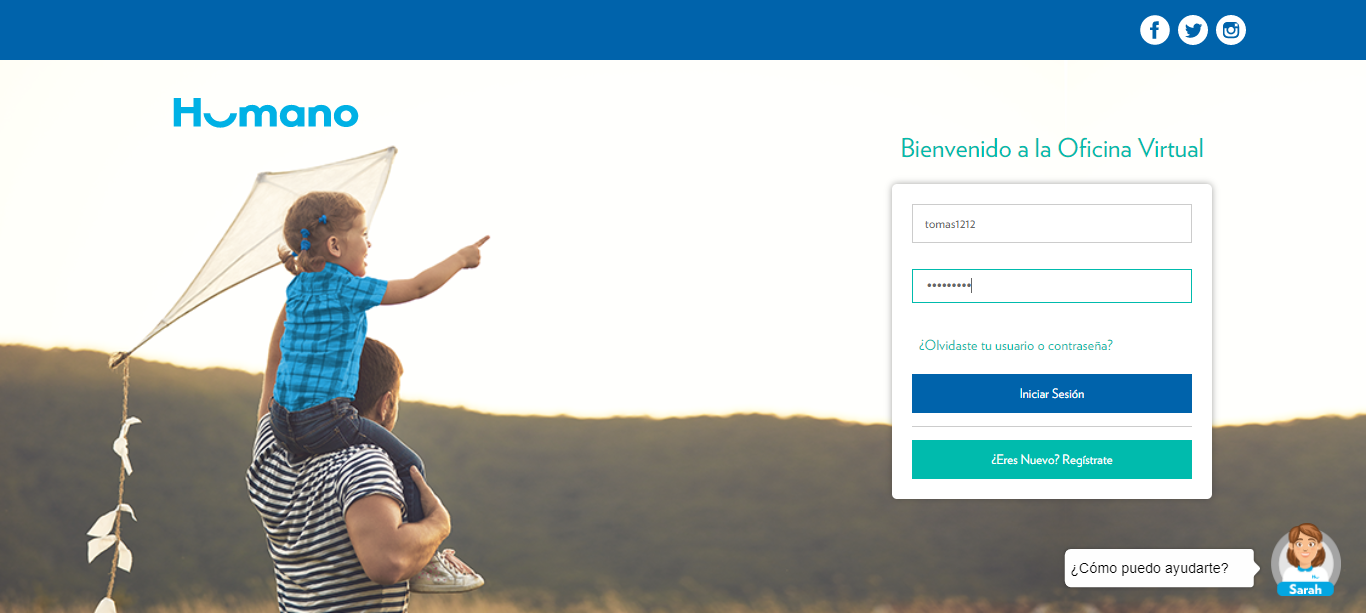 Humano
Bienvenido a la Oficina Virtual
tomas1212
•••••••••
¿Olvidaste tu usuario o contraseña?
Iniciar Sesión
¿Eres Nuevo? Regístrate
¿Cómo puedo ayudarte?
Sarah